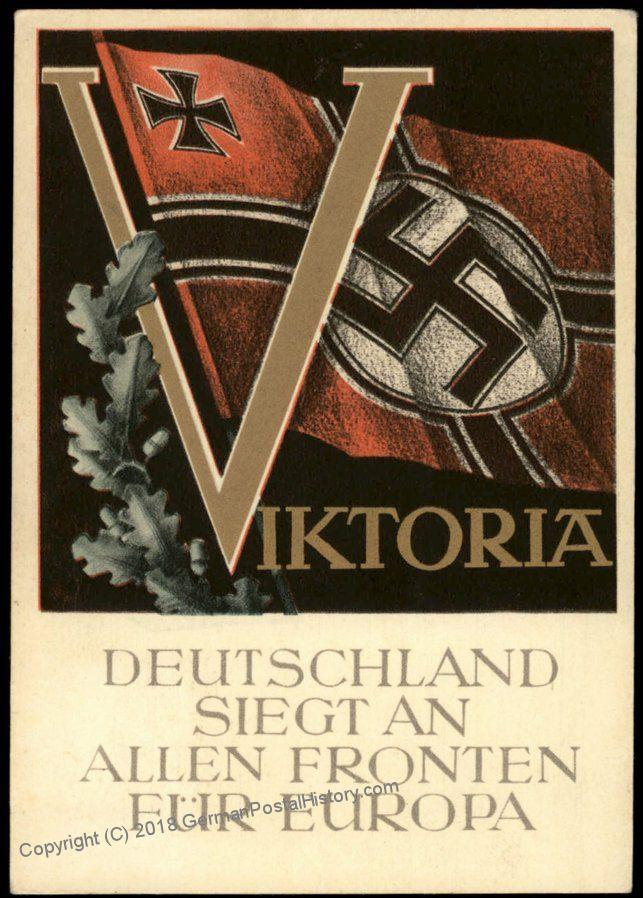 VIKTORIA
DEUTSCHLAND
SIEGT AN
ALLEN FRONTEN
FÜR EUROPA
Copyright (C) 2018 GermanPostalHistory.com